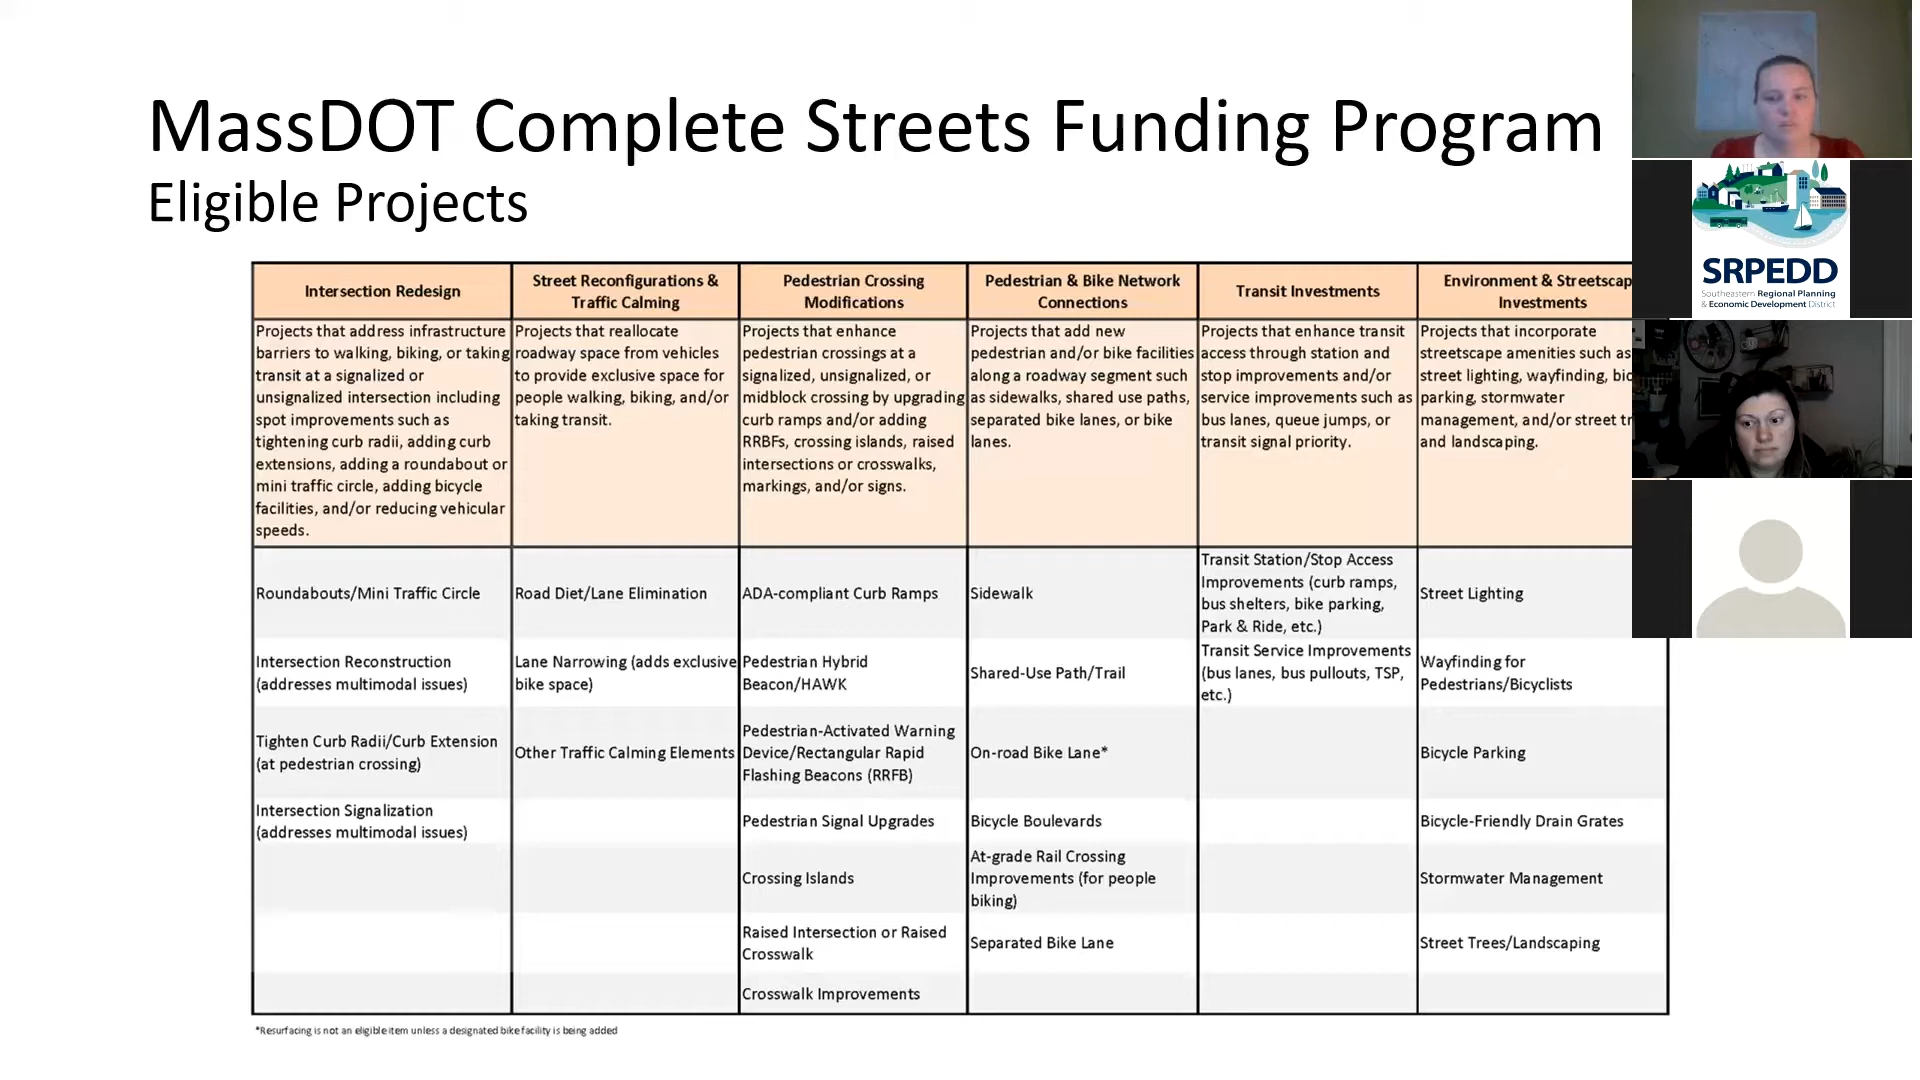 MassDOT Complete Streets Funding Program
Eligible Projects
Intersection Redesign
Street Reconfigurations &
Traffic Calming
Pedestrian Crossing
Modifications
Pedestrian & Bike Network
Connections
Transit Investments
Environment &
Investments
Projects that address infrastructure
barriers to walking, biking, or taking
transit at a signalized or
unsignalized intersection including
spot improvements such as
tightening curb radii, adding curb
extensions, adding a roundabout or
mini traffic circle, adding bicycle
facilities, and/or reducing vehicular
speeds.
Projects that reallocate
roadway space from vehicles
to provide exclusive space for
people walking, biking, and/or
taking transit.
Projects that enhance
pedestrian crossings at a
signalized, unsignalized, or
midblock crossing by upgrading
curb ramps and/or adding
RRBFs, crossing islands, raised
intersections or crosswalks,
markings, and/or signs.
Projects that add new
pedestrian and/or bike facilities
along a roadway segment such
as sidewalks, shared use paths,
separated bike lanes, or bike
lanes.
Projects that enhance transit
access through station and
stop improvements and/or
service improvements such as
bus lanes, queue jumps, or
transit signal priority.
Projects that incorporate
streetscape amenities such as
street lighting, wayfinding,
parking, stormwater
management, and/or street
and landscaping.
Roundabouts/Mini Traffic Circle
Road Diet/Lane Elimination
ADA-compliant Curb Ramps
Sidewalk
Transit Station/Stop Access
Improvements (curb ramps,
bus shelters, bike parking,
Park & Ride, etc.)
Street Lighting
Intersection Reconstruction
(addresses multimodal issues)
Lane Narrowing (adds exclusive
bike space)
Pedestrian Hybrid
Beacon/HAWK
Shared-Use Path/Trail
Transit Service Improvements
(bus lanes, bus pullouts, TSP,
etc.)
Wayfinding for
Pedestrians/Bicyclists
Tighten Curb Radii/Curb Extension
(at pedestrian crossing)
Other Traffic Calming Elements
Pedestrian-Activated Warning
Device/Rectangular Rapid
Flashing Beacons (RRFB)
On-road Bike Lane*
Bicycle Parking
Intersection Signalization
(addresses multimodal issues)
Pedestrian Signal Upgrades
Bicycle Boulevards
Bicycle-Friendly Drain Grates
Crossing Islands
At-grade Rail Crossing
Improvements (for people
biking)
Stormwater Management
Raised Intersection or Raised
Crosswalk
Separated Bike Lane
Street Trees/Landscaping
Crosswalk Improvements
*Resurfacing is not an eligible item unless a designated bike facility is being added
SRPEDD
Southeastern Regional Planning
& Economic Development District